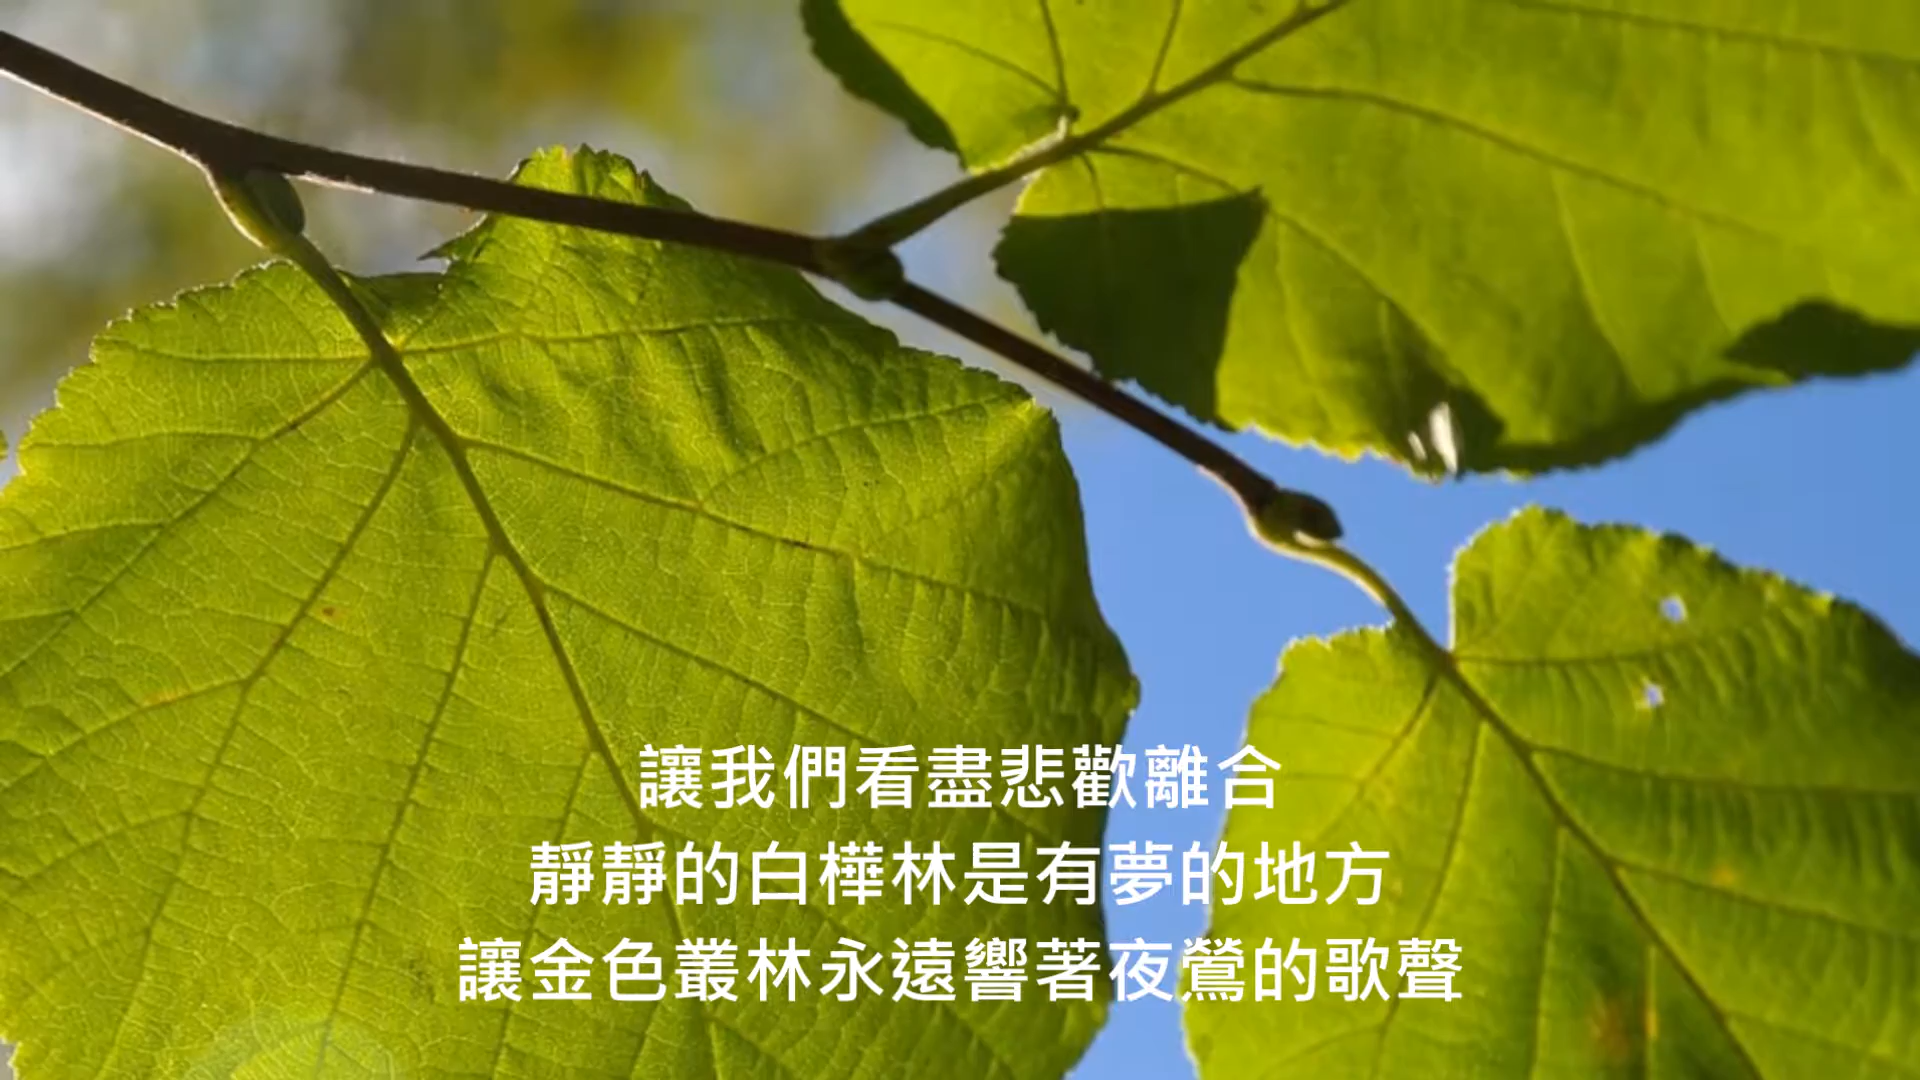 讓我們看盡悲歡離合
靜靜的白樺林是有夢的地方
讓金色叢林永遠響著夜鶯的歌聲